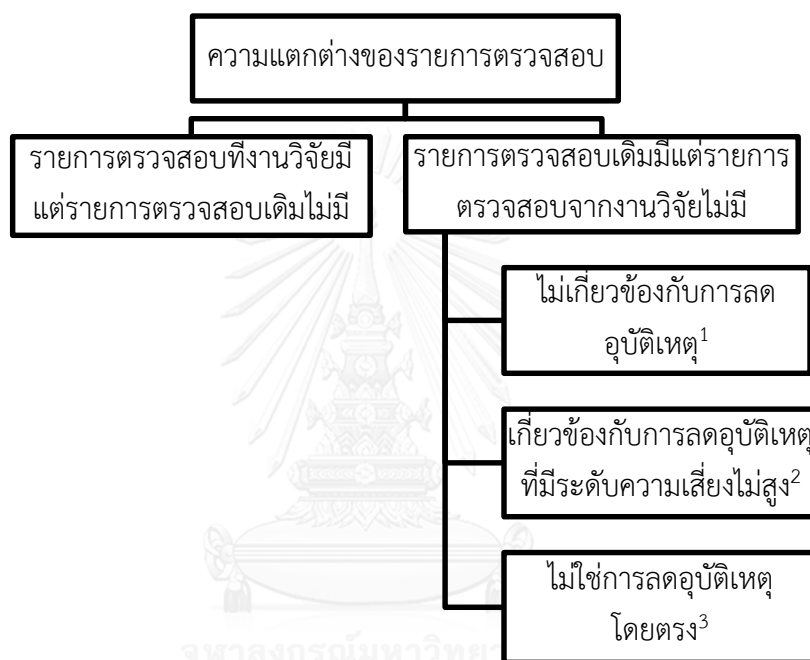 ความแตกต่างของรายการตรวจสอบ
รายการตรวจสอบที่งานวิจัยมี
แต่รายการตรวจสอบเดิมไม่มี
รายการตรวจสอบเดิมมีแต่รายการ
ตรวจสอบจากงานวิจัยไม่มี
ไม่เกี่ยวข้องกับการลด
อุบัติเหตุ1
เกี่ยวข้องกับการลดอุบัติเหตุ
ที่มีระดับความเสี่ยงไม่สูง2
ไม่ใช่การลดอุบัติเหตุ
โดยตรง3